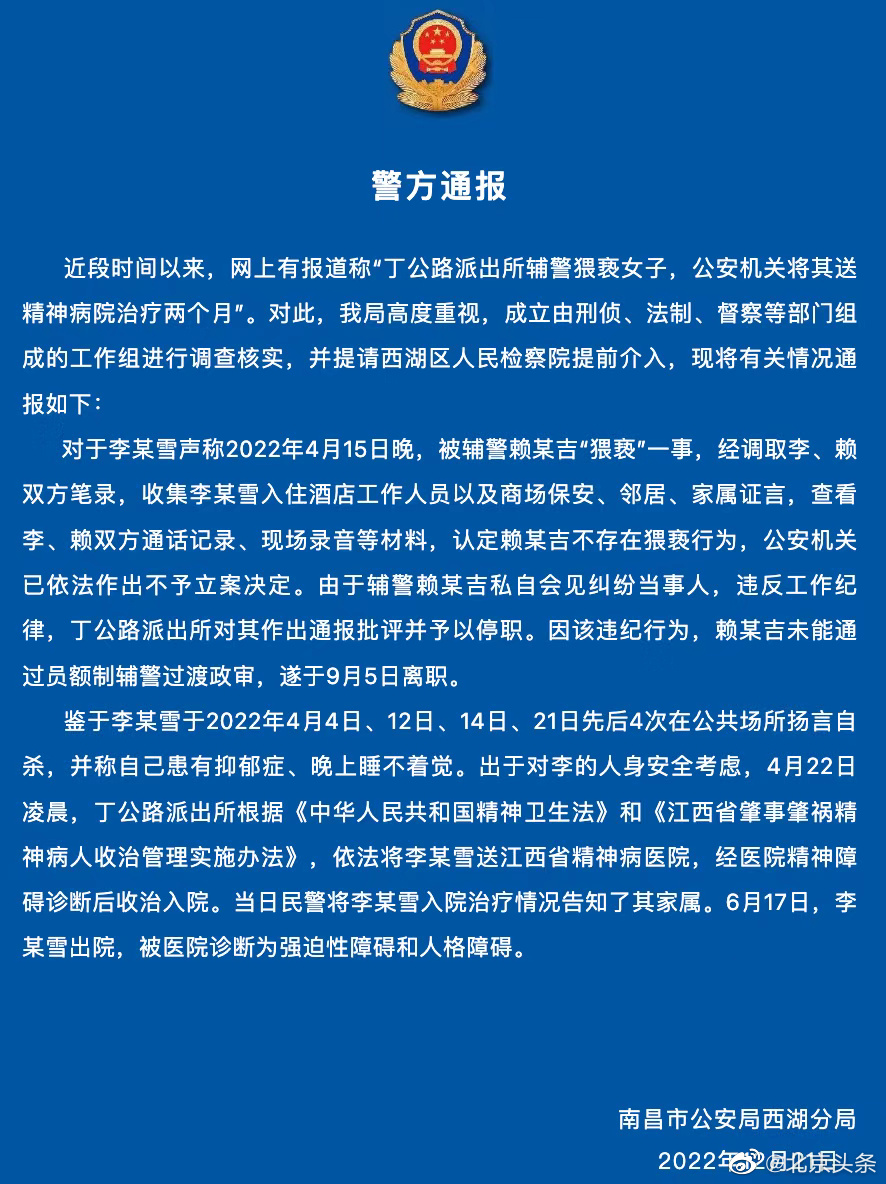 警方通报
近段时间以来，网上有报道称“丁公路派出所辅警猥亵女子，公安机关将其送
精神病院治疗两个月”。对此，我局高度重视，成立由刑侦、法制、督察等部门组
成的工作组进行调查核实，并提请西湖区人民检察院提前介入，现将有关情况通
报如下：
对于李某雪声称2022年4月15日晚，被辅警赖某吉“猥亵”一事，经调取李、赖
双方笔录，收集李某雪入住酒店工作人员以及商场保安、邻居、家属证言，查看
李、赖双方通话记录、现场录音等材料，认定赖某吉不存在猥亵行为，公安机关
已依法作出不予立案决定。由于辅警赖某吉私自会见纠纷当事人，违反工作纪
律，丁公路派出所对其作出通报批评并予以停职。因该违纪行为，赖某吉未能通
过员额制辅警过渡政审，遂于9月5日离职。
鉴于李某雪于2022年4月4日、12日、14日、21日先后4次在公共场所扬言自
杀，并称自己患有抑郁症、晚上睡不着觉。出于对李的人身安全考虑，4月22日
凌晨，丁公路派出所根据《中华人民共和国精神卫生法》和《江西省肇事肇祸精
神病人收治管理实施办法》，依法将李某雪送江西省精神病医院，经医院精神障
碍诊断后收治入院。当日民警将李某雪入院治疗情况告知了其家属。6月17日，李
某雪出院，被医院诊断为强迫性障碍和人格障碍。
南昌市公安局西湖分局
2022年12月21日
@北京头条